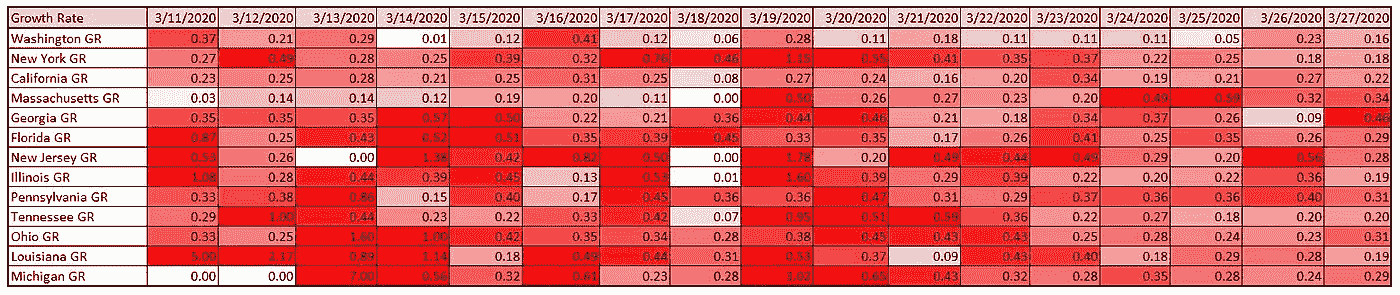 Growth Rate 3/11/2020 3/12/2020 3/13/2020 3/14/2020 3/15/2020 3/16/2020 3/17/2020 3/18/2020 3/19/2020 3/20/2020 3/21/2020 3/22/2020 3/23/2020 3/24/2020 3/25/2020 3/26/2020 3/27/2020
Washington GR 0.37 0.21 0.29 0.01 0.12 0.41 0.12 0.06 0.28 0.11 0.18 0.11 0.11 0.11 0.05 0.23 0.16
New York GR 0.27 0.49 0.28 0.25 0.39 0.32 0.76 0.46 1.15 0.55 0.41 0.35 0.37 0.22 0.25 0.18 0.18
California GR 0.23 0.25 0.28 0.21 0.25 0.31 0.25 0.08 0.27 0.24 0.16 0.20 0.34 0.19 0.21 0.27 0.22
Massachusetts GR 0.03 0.14 0.14 0.12 0.19 0.20 0.11 0.00 0.50 0.26 0.27 0.23 0.20 0.49 0.59 0.32 0.34
Georgia GR 0.35 0.35 0.35 0.57 0.50 0.22 0.21 0.36 0.44 0.46 0.21 0.18 0.34 0.37 0.26 0.09 0.46
Florida GR 0.87 0.25 0.43 0.52 0.51 0.35 0.39 0.45 0.33 0.35 0.17 0.26 0.41 0.25 0.35 0.26 0.29
New Jersey GR 0.53 0.26 0.00 1.38 0.42 0.82 0.50 0.00 1.78 0.20 0.49 0.44 0.49 0.29 0.20 0.56 0.28
Illinois GR 1.08 0.28 0.44 0.39 0.45 0.13 0.53 0.01 1.60 0.39 0.29 0.39 0.22 0.20 0.22 0.36 0.19
Pennsylvania GR 0.33 0.38 0.86 0.15 0.40 0.17 0.45 0.36 0.36 0.47 0.31 0.29 0.37 0.36 0.36 0.40 0.31
Tennessee GR 0.29 1.00 0.44 0.23 0.22 0.33 0.42 0.07 0.95 0.51 0.59 0.36 0.22 0.27 0.18 0.20 0.20
Ohio GR 0.33 0.25 1.60 1.00 0.42 0.35 0.34 0.28 0.38 0.45 0.43 0.43 0.25 0.28 0.24 0.23 0.31
Louisiana GR 5.00 2.17 0.89 1.14 0.18 0.49 0.44 0.31 0.53 0.37 0.09 0.43 0.40 0.18 0.29 0.28 0.19
Michigan GR 0.00 0.00 7.00 0.56 0.32 0.61 0.23 0.28 3.02 0.65 0.43 0.32 0.28 0.35 0.28 0.24 0.29